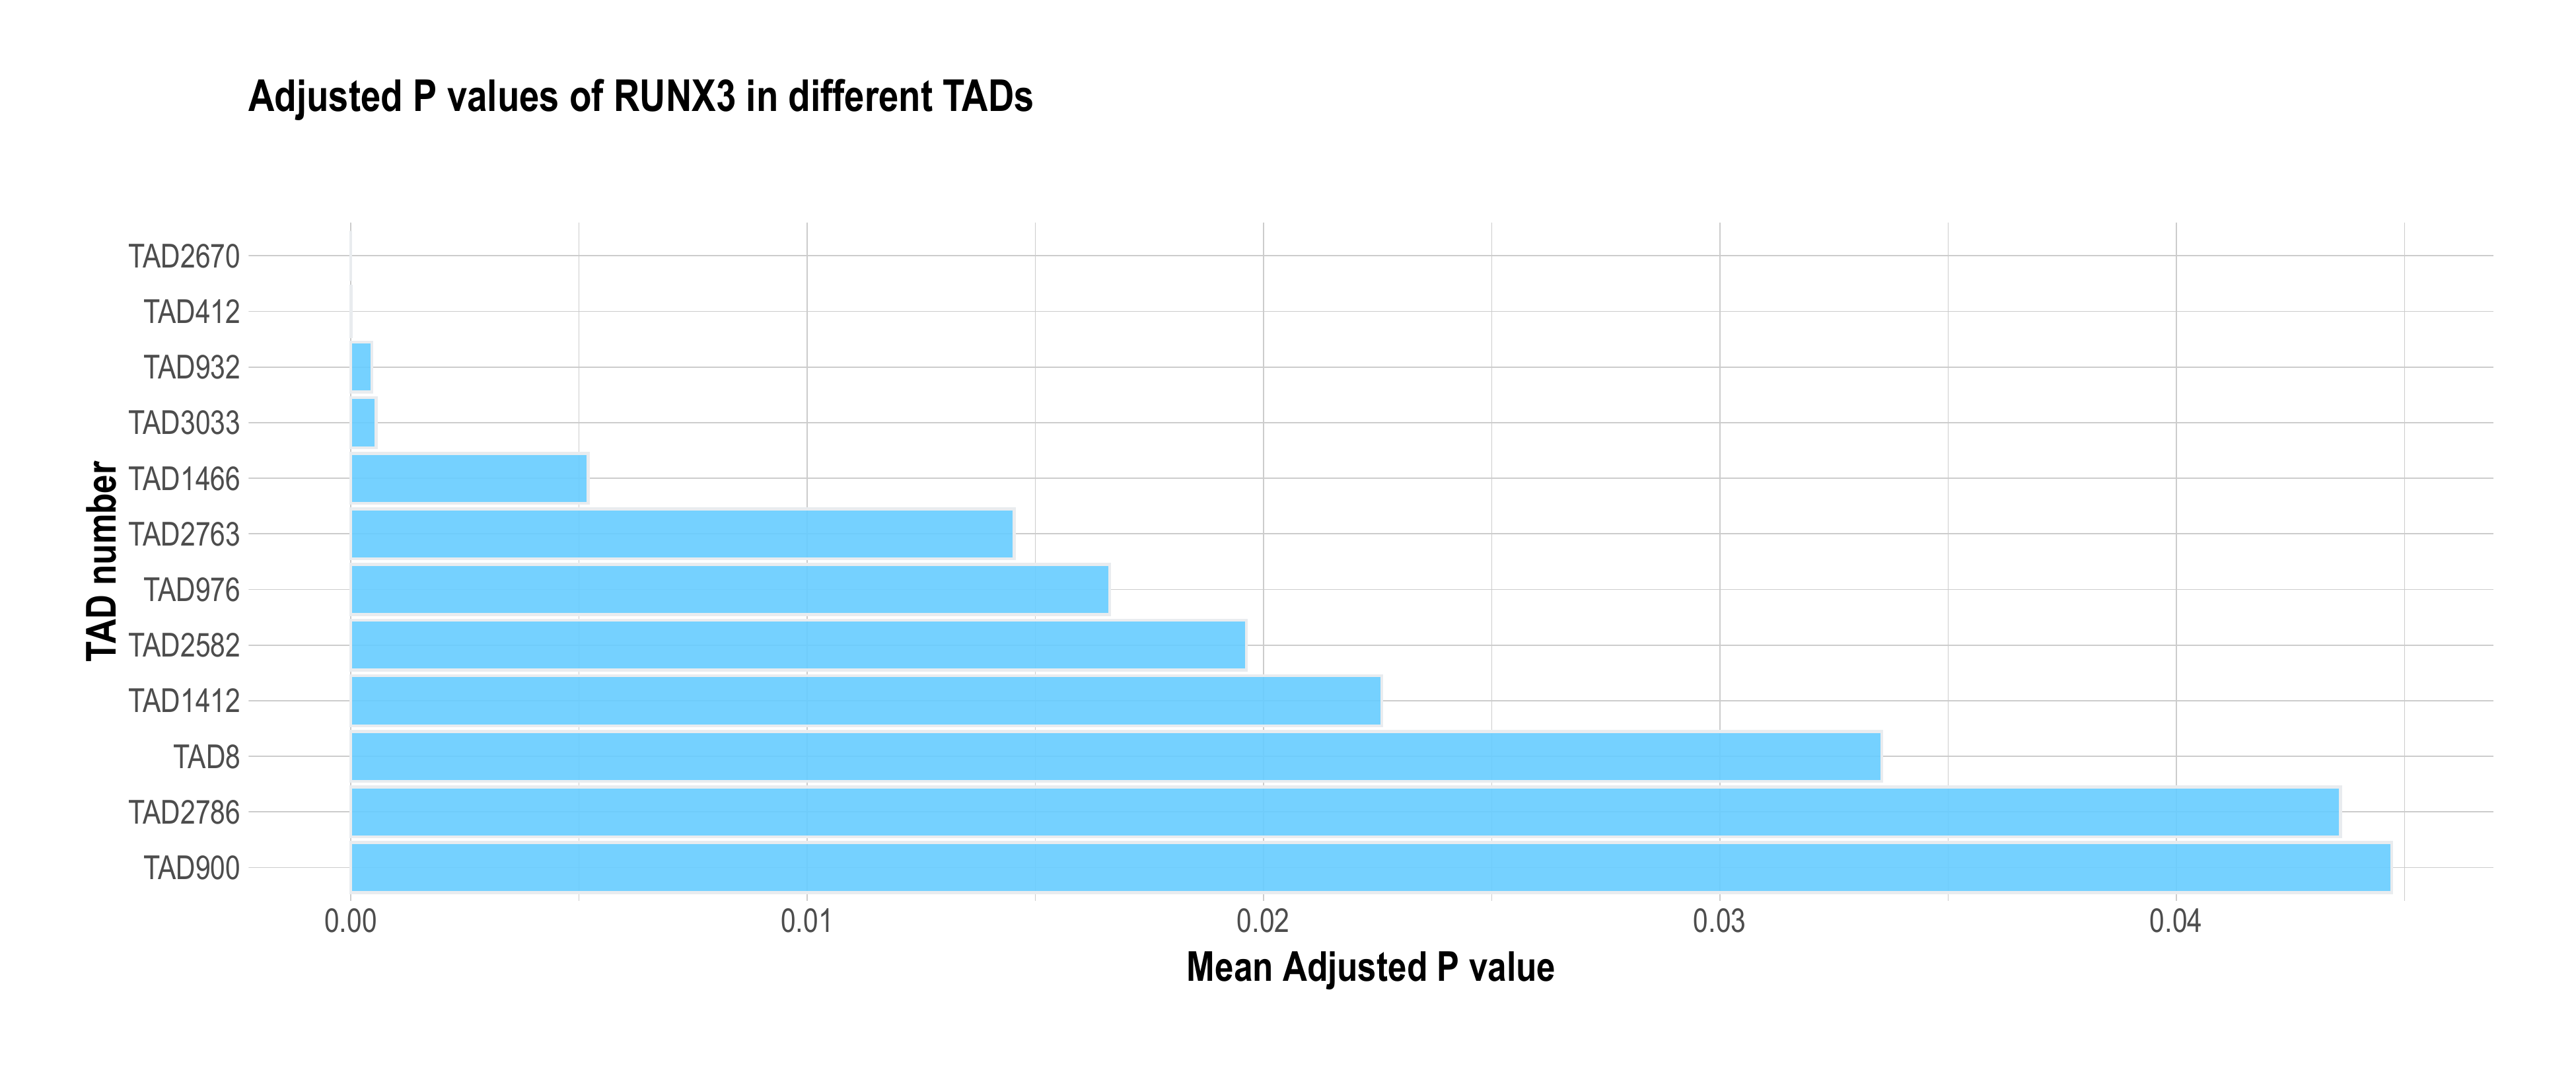 Adjusted P values of RUNX3 in different TADs
TAD number
TAD2670
TAD412
TAD932
TAD3033
TAD1466
TAD2763
TAD976
TAD2582
TAD1412
TAD8
TAD2786
TAD900
0.00 0.01 0.02 0.03 0.04
Mean Adjusted P value